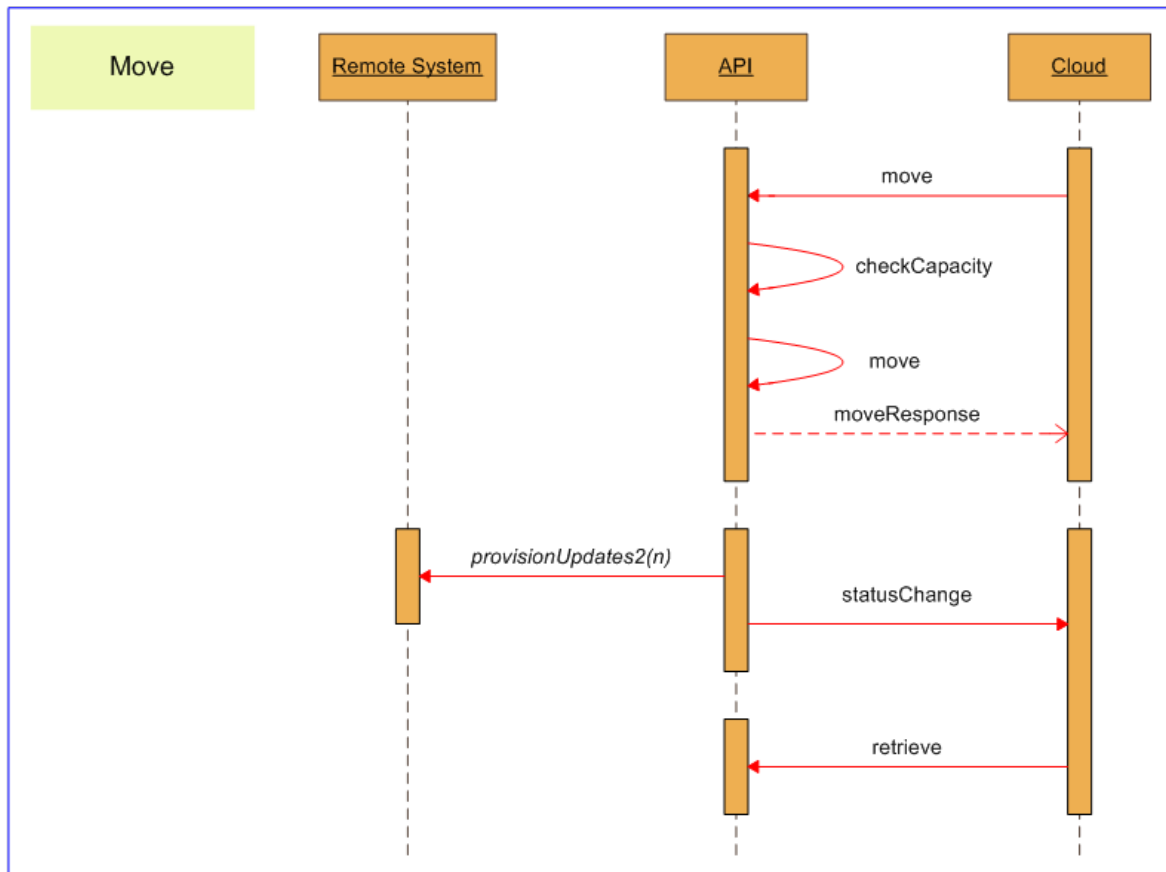 Move
Remote System
API
Cloud
move
checkCapacity
move
moveResponse
provisionUpdates2(n)
statusChange
retrieve